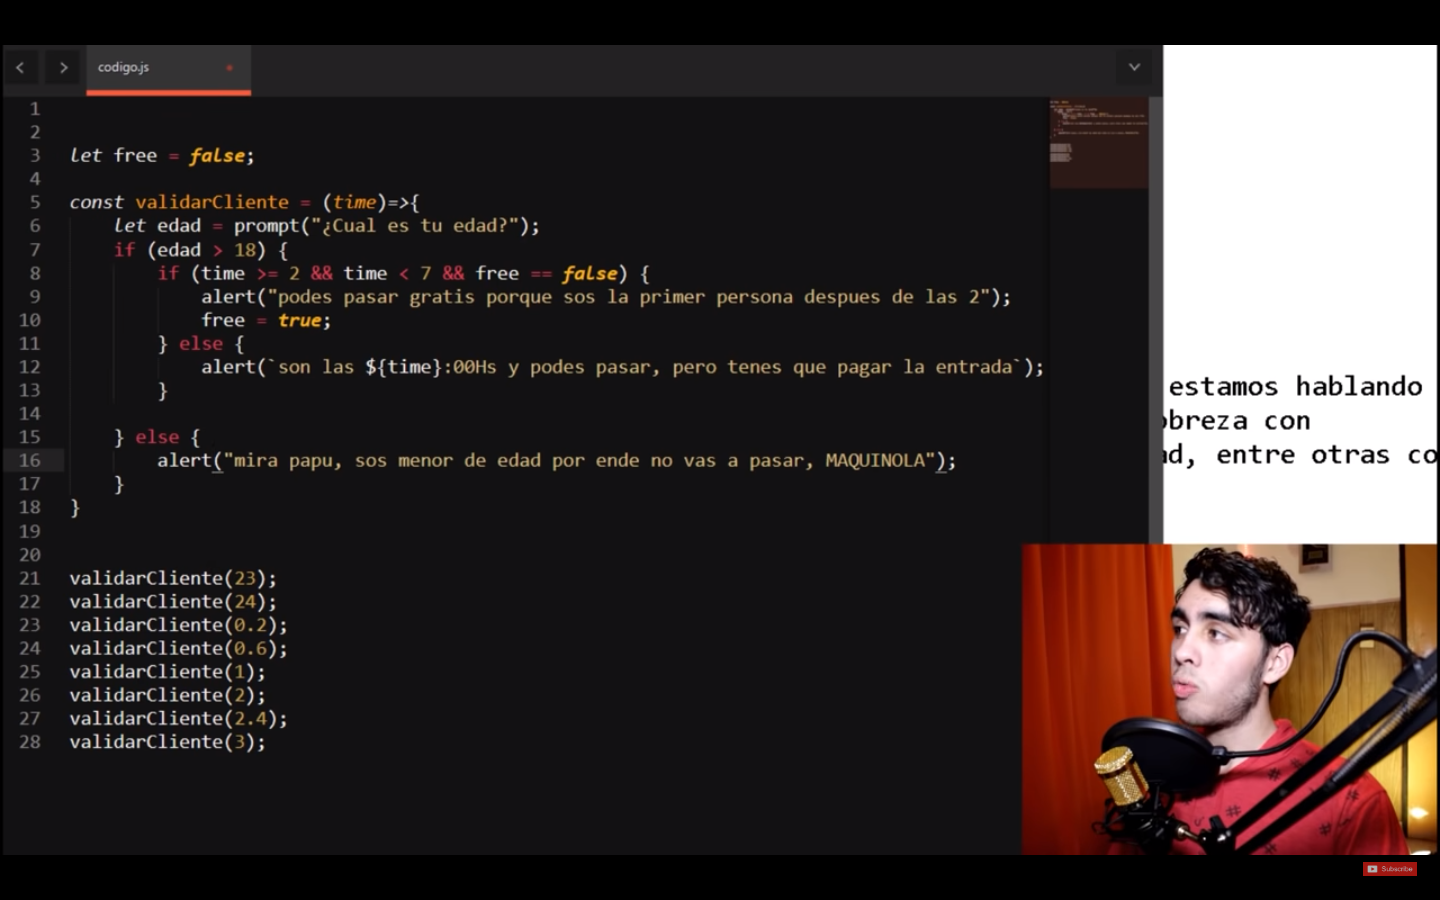 codigo.js
1
2
3 let free = false;
4
5 const validarCliente = (time)=>{
6 let edad = prompt("¿Cual es tu edad?");
7 if (edad > 18) {
8 if (time >= 2 && time < 7 && free == false) {
9 alert("podes pasar gratis porque sos la primer persona despues de las 2");
10 free = true;
11 } else {
12 alert(`son las ${time}:00Hs y podes pasar, pero tenes que pagar la entrada`);
13 }
14
15 } else {
16 alert("mira papu, sos menor de edad por ende no vas a pasar, MAQUINOLA");
17 }
18 }
19
20
21 validarCliente(23);
22 validarCliente(24);
23 validarCliente(0.2);
24 validarCliente(0.6);
25 validarCliente(1);
26 validarCliente(2);
27 validarCliente(2.4);
28 validarCliente(3);
estamos hablando
obreza con
d, entre otras co
Subscribe